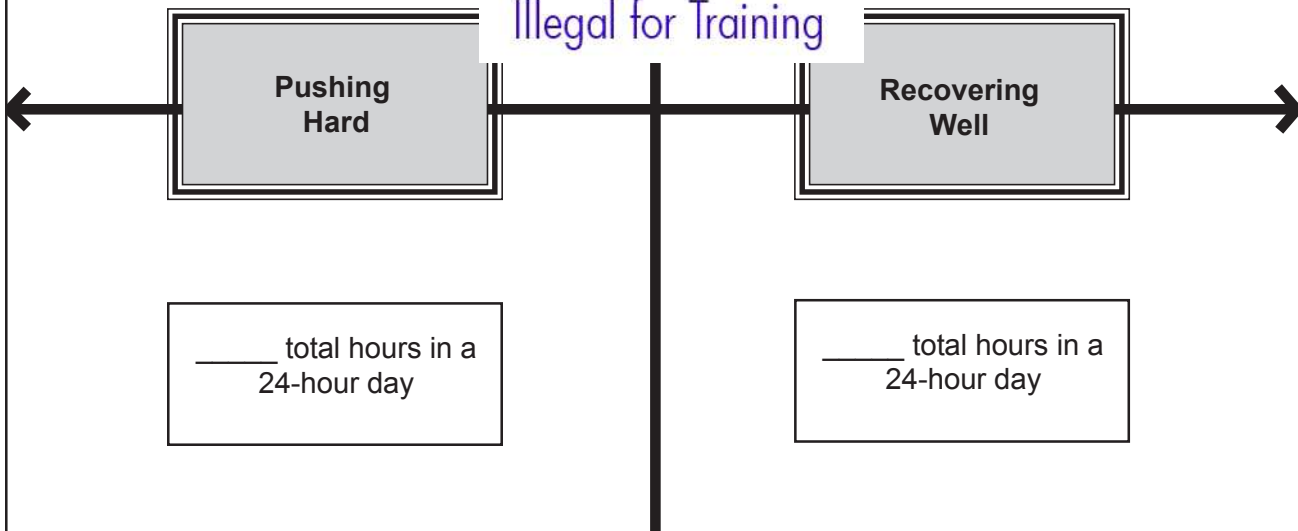 Illegal for Training
Pushing
Hard
Recovering
Well
_____ total hours in a
24-hour day
_____ total hours in a
24-hour day